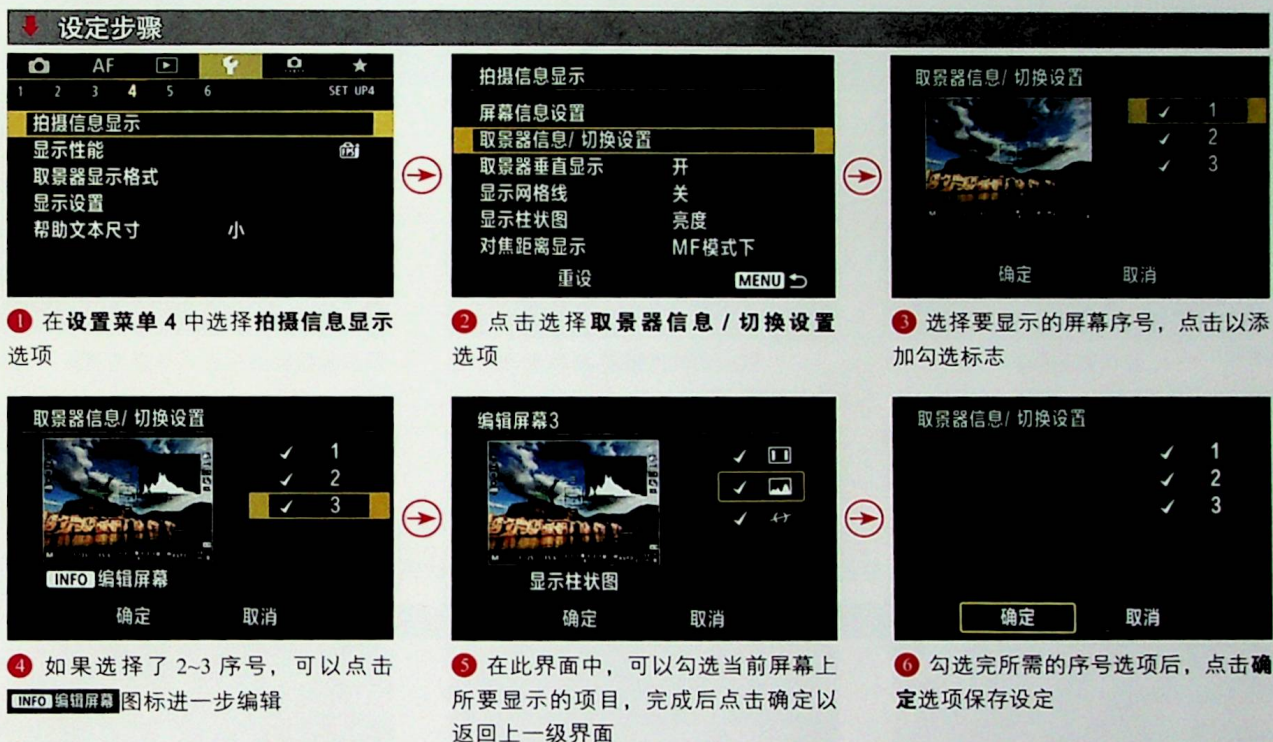 设定步骤
AF
1 2 3 4 5 6 SET UP4
拍摄信息显示
显示性能
取景器显示格式
显示设置
帮助文本尺寸 小
❶ 在设置菜单 4 中选择拍摄信息显示
选项
拍摄信息显示
屏幕信息设置
取景器信息/ 切换设置
取景器垂直显示 开
显示网格线 关
显示柱状图 亮度
对焦距离显示 MF模式下
重设 MENU
❷ 点击选择取景器信息 / 切换设置
选项
取景器信息/ 切换设置
✓ 1
✓ 2
✓ 3
确定 取消
❸ 选择要显示的屏幕序号，点击以添
加勾选标志
取景器信息/ 切换设置
✓ 1
✓ 2
✓ 3
INFO 编辑屏幕
确定 取消
❹ 如果选择了 2~3 序号，可以点击
INFO 编辑屏幕 图标进一步编辑
编辑屏幕3
显示柱状图
确定 取消
❺ 在此界面中，可以勾选当前屏幕上
所要显示的项目，完成后点击确定以
返回上一级界面
取景器信息/ 切换设置
✓ 1
✓ 2
✓ 3
确定 取消
❻ 勾选完所需的序号选项后，点击确
定选项保存设定